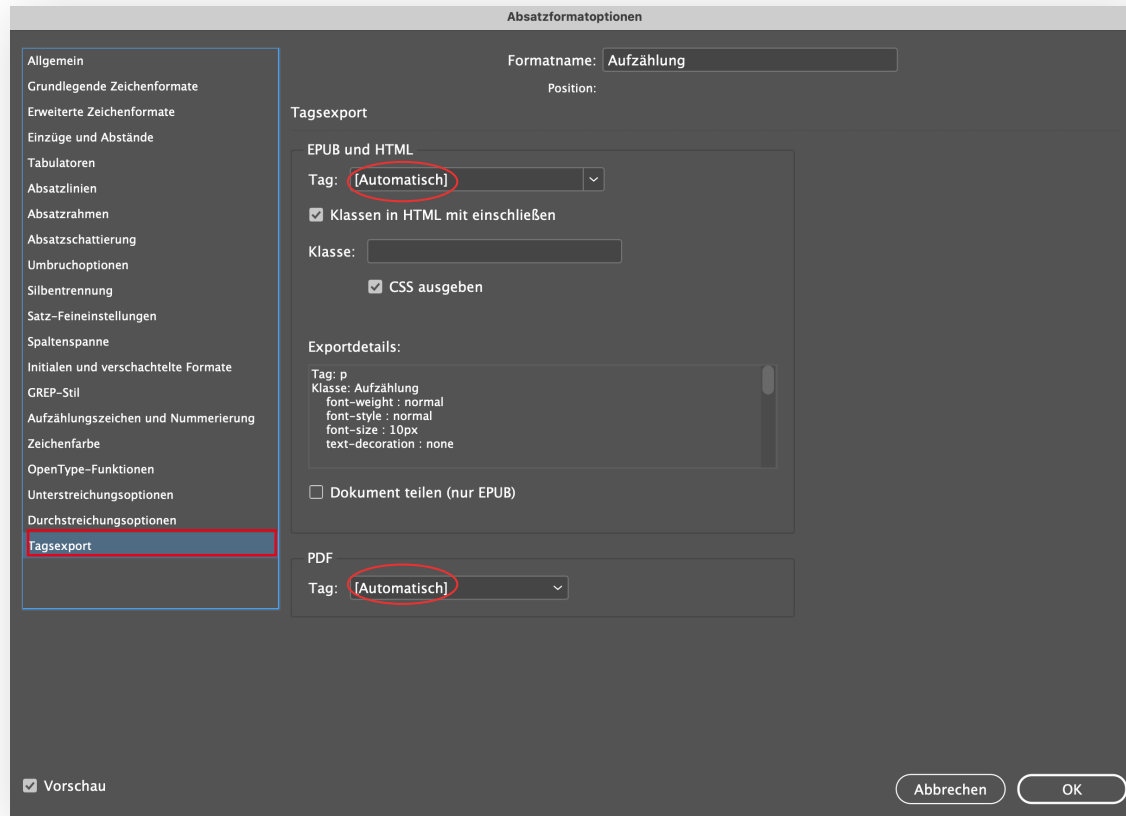 Absatzformatoptionen
Allgemein
Grundlegende Zeichenformate
Erweiterte Zeichenformate
Einzüge und Abstände
Tabulatoren
Absatzlinien
Absatzrahmen
Absatzschattierung
Umbruchoptionen
Silbentrennung
Satz-Feineinstellungen
Spaltenspanne
Initialen und verschachtelte Formate
GREP-Stil
Aufzählungszeichen und Nummerierung
Zeichenfarbe
OpenType-Funktionen
Unterstreichungsoptionen
Durchstreichungsoptionen
Tagsexport
Formatname: Aufzählung
Position:
Tagsexport
EPUB und HTML
Tag: [Automatisch]
Klassen in HTML mit einschließen
Klasse:
CSS ausgeben
Exportdetails:
Tag: p
Klasse: Aufzählung
font-weight : normal
font-style : normal
font-size : 10px
text-decoration : none
Dokument teilen (nur EPUB)
PDF
Tag: [Automatisch]
Vorschau
Abbrechen
OK